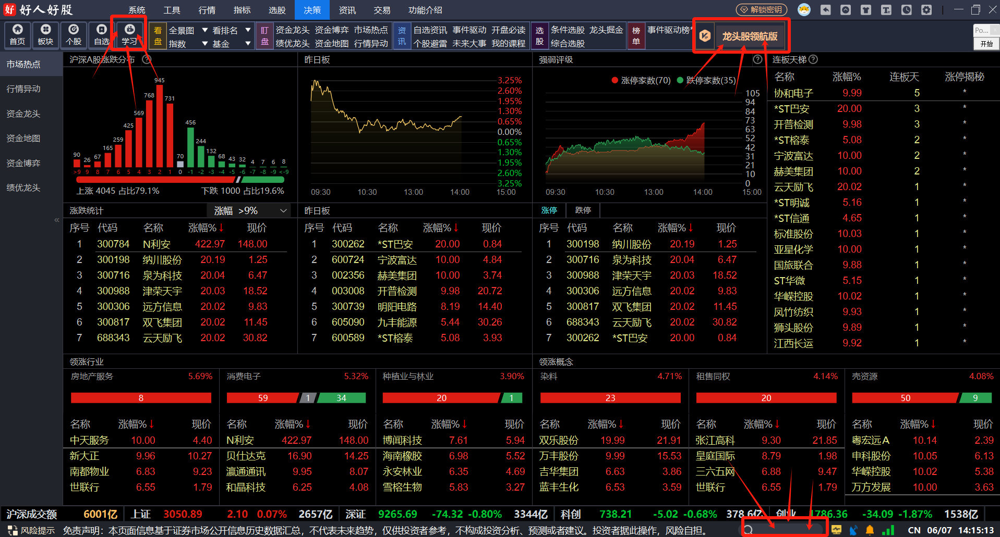 好 好人好股 系统 工具 行情 指标 选股 决策 资讯 交易 功能介绍 解锁密钥
首页 板块 个股 自选 学习
看盘 全景图 看排名 指数 基金
盯盘 资金龙头 资金博弈 市场热点 绩优龙头 资金地图 行情异动
资讯 自选资讯 事件驱动 开盘必读 个股避雷 未来大事 我的课程
选股 条件选股 龙头掘金 综合选股
榜单 事件驱动榜
VIP 龙头股领航版
Po...
开始
市场热点
行情异动
资金龙头
资金地图
资金博弈
绩优龙头
«
沪深A股涨跌分布 ?
945
768 731
569
425 456
259 244
165 132
90 26 67 70 68 43 32 4 7 6 8
>9 9 8 7 6 5 4 3 2 1 0 -1 -2 -3 -4 -5 -6 -7 -8 -9 <-9
上涨 4045 占比79.1% 下跌 1000 占比19.6%
昨日板
3.25%
2.60%
1.95%
1.30%
0.65%
0.00%
0.65%
1.30%
1.95%
2.60%
3.25%
09:30 10:30 13:00 14:00 15:00
强弱评级 ?
涨停家数(70) 跌停家数(35)
105
94
84
73
63
52
42
31
21
10
0
09:30 10:30 13:00 14:00 15:00
连板天梯 ?
名称 涨幅% 连板天 涨停揭秘
协和电子 9.99 5 *
*ST巴安 20.00 3 *
开普检测 9.98 3 *
*ST榕泰 5.08 2 *
宁波富达 10.00 2 *
赫美集团 10.00 2 *
云天励飞 20.02 1 *
*ST明诚 5.16 1 *
*ST信通 4.65 1 *
标准股份 10.03 1 *
亚星化学 10.00 1 *
国旅联合 9.88 1 *
ST华微 5.15 1 *
华嵘控股 10.02 1 *
凤竹纺织 9.93 1 *
狮头股份 9.89 1 *
江西长运 9.92 1 *
涨跌统计 涨幅 >9%
序号 代码 名称 涨幅%↓ 现价
1 300784 N利安 422.97 148.00
2 300198 纳川股份 20.19 1.25
3 300716 泉为科技 20.04 6.47
4 300988 津荣天宇 20.03 18.52
5 300306 远方信息 20.02 9.83
6 300817 双飞集团 20.02 11.45
7 688343 云天励飞 20.02 30.82
昨日板
序号 代码 名称 涨幅%↓ 现价
1 300262 *ST巴安 20.00 0.84
2 600724 宁波富达 10.00 4.84
3 002356 赫美集团 10.00 3.74
4 003008 开普检测 9.98 20.72
5 300739 明阳电路 8.19 14.40
6 605090 九丰能源 5.44 30.26
7 600589 *ST榕泰 5.08 3.93
涨停 跌停
序号 代码 名称 涨幅%↓ 现价
1 300198 纳川股份 20.19 1.25
2 300716 泉为科技 20.04 6.47
3 300988 津荣天宇 20.03 18.52
4 300306 远方信息 20.02 9.83
5 300817 双飞集团 20.02 11.45
6 688343 云天励飞 20.02 30.82
7 300262 *ST巴安 20.00 0.84
领涨行业
房地产服务 5.69%
8
名称 涨幅%↓ 现价
中天服务 10.00 4.40
新大正 9.96 10.27
南都物业 6.83 9.23
世联行 6.55 1.79
消费电子 5.32%
59 1 34
名称 涨幅%↓ 现价
N利安 422.97 148.00
贝仕达克 16.90 14.25
瀛通通讯 9.95 8.07
和晶科技 6.25 4.08
种植业与林业 3.90%
20 1
名称 涨幅%↓ 现价
博闻科技 7.61 5.94
海南橡胶 6.98 5.52
永安林业 6.35 4.69
雪榕生物 5.83 3.27
领涨概念
染料 4.71%
23
名称 涨幅%↓ 现价
双乐股份 19.99 21.91
万丰股份 9.99 15.53
吉华集团 6.63 3.86
蓝丰生化 6.53 3.59
租售同权 4.14%
20
名称 涨幅%↓ 现价
张江高科 9.30 21.85
皇庭国际 8.79 1.98
三六五网 6.88 9.47
世联行 6.55 1.79
壳资源 4.08%
50 9
名称 涨幅%↓ 现价
粤宏远A 10.14 2.39
申科股份 10.05 6.13
华嵘控股 10.02 5.38
万方发展 10.00 3.63
沪深成交额 6001亿 上证 3050.89 2.10 0.07% 2657亿 深证 9265.69 -74.32 -0.80% 3344亿 科创 738.21 -5.02 -0.68% 378.6亿 创业 1786.36 -34.09 -1.87% 1538亿
风险提示 免责声明：本页面信息基于证券市场公开信息历史数据汇总，不代表未来趋势，仅供投资者参考，不构成投资分析、预测或者建议。投资者据此操作，风险自担。 CN 06/07 14:15:13